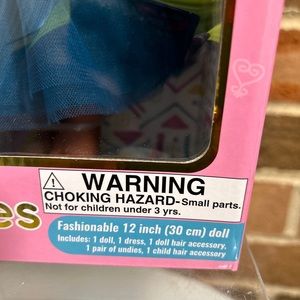 WARNING
CHOKING HAZARD-Small parts.
Not for children under 3 yrs.
es
Fashionable 12 inch (30 cm) doll
Includes: 1 doll, 1 dress, 1 doll hair accessory,
1 pair of undies, 1 child hair accessory